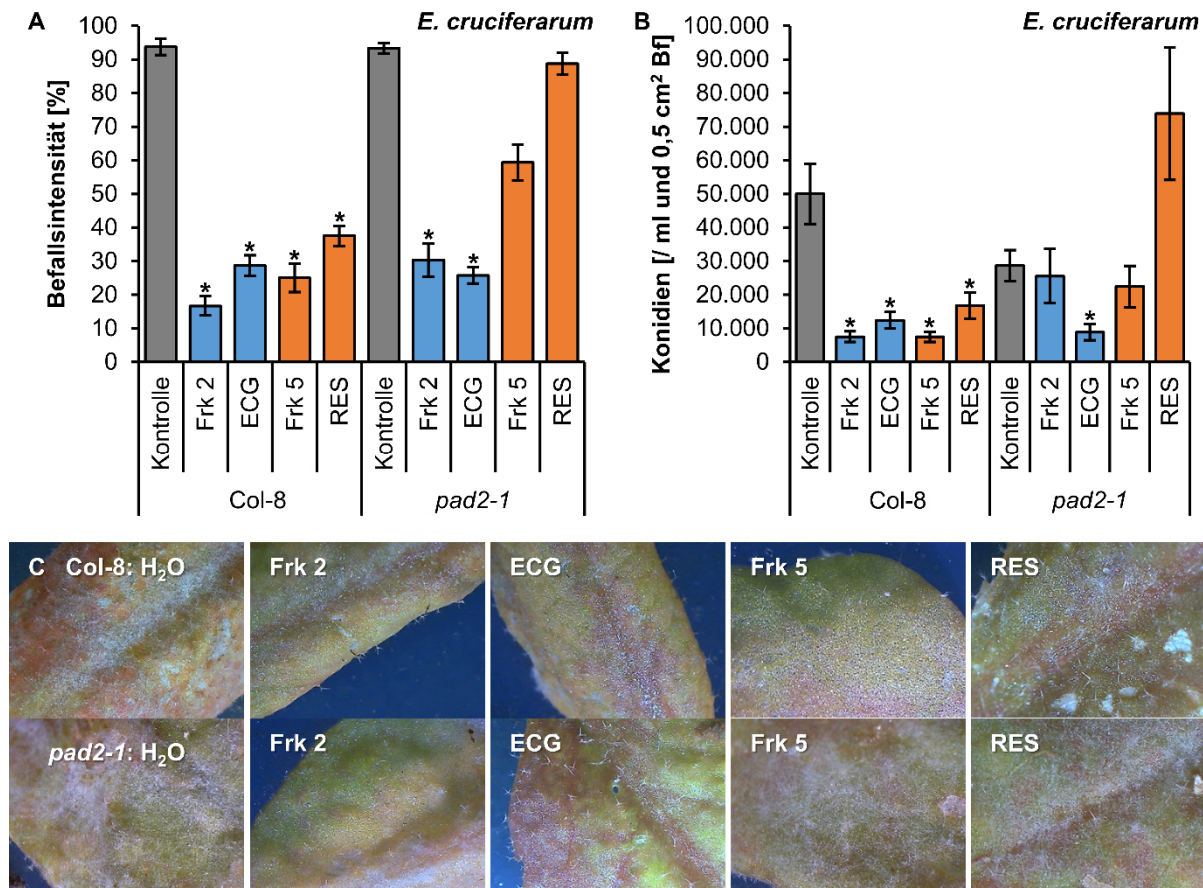 A
E. cruciferarum
Befallsintensität [%]
100
90
80
70
60
50
40
30
20
10
0
*
*
*
*
*
*
Kontrolle
Frk 2
ECG
Frk 5
RES
Kontrolle
Frk 2
ECG
Frk 5
RES
Col-8
pad2-1
B
E. cruciferarum
Konidien [/ ml und 0,5 cm² Bf]
100.000
90.000
80.000
70.000
60.000
50.000
40.000
30.000
20.000
10.000
0
*
*
*
*
*
Kontrolle
Frk 2
ECG
Frk 5
RES
Kontrolle
Frk 2
ECG
Frk 5
RES
Col-8
pad2-1
C Col-8: H₂O
Frk 2
ECG
Frk 5
RES
pad2-1: H₂O
Frk 2
ECG
Frk 5
RES